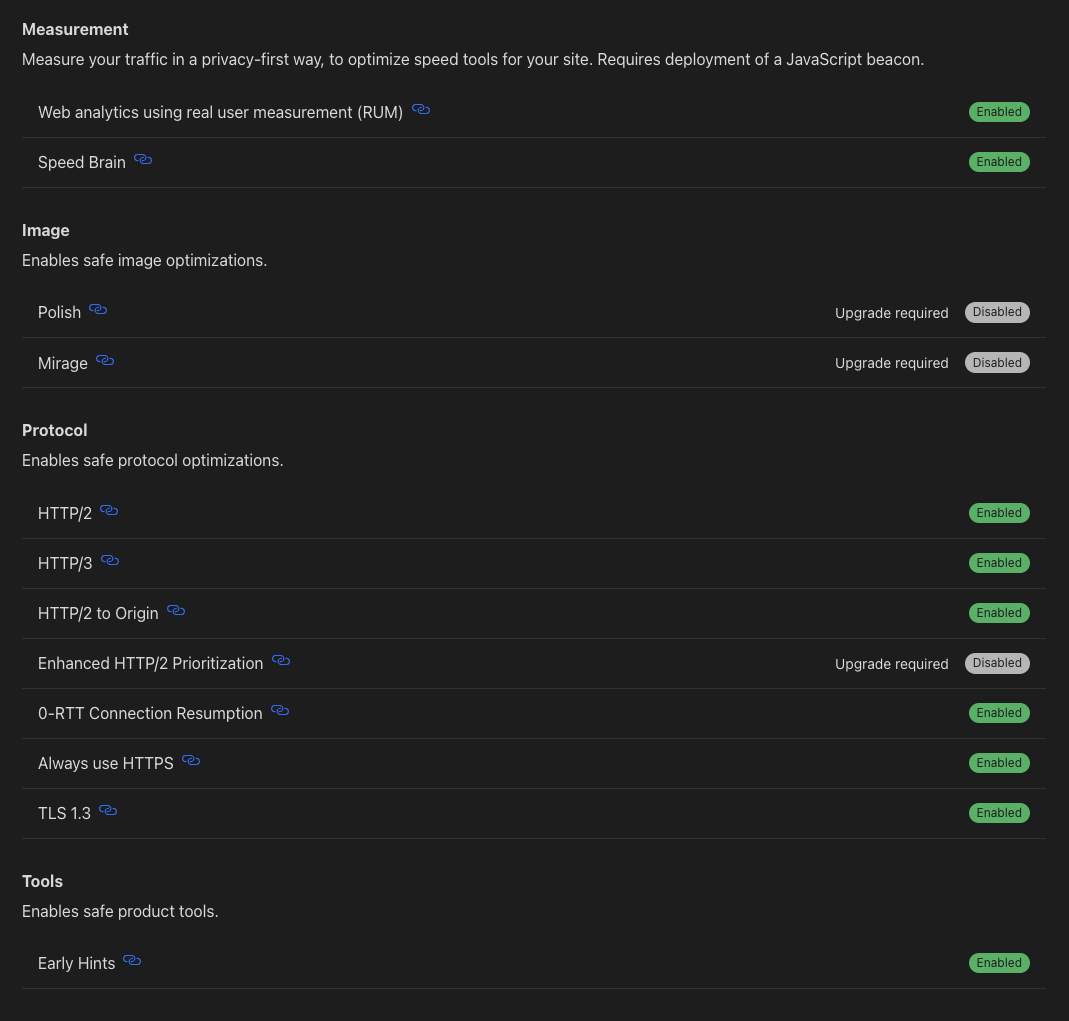 Measurement
Measure your traffic in a privacy-first way, to optimize speed tools for your site. Requires deployment of a JavaScript beacon.
Web analytics using real user measurement (RUM) Enabled
Speed Brain Enabled
Image
Enables safe image optimizations.
Polish Upgrade required Disabled
Mirage Upgrade required Disabled
Protocol
Enables safe protocol optimizations.
HTTP/2 Enabled
HTTP/3 Enabled
HTTP/2 to Origin Enabled
Enhanced HTTP/2 Prioritization Upgrade required Disabled
0-RTT Connection Resumption Enabled
Always use HTTPS Enabled
TLS 1.3 Enabled
Tools
Enables safe product tools.
Early Hints Enabled